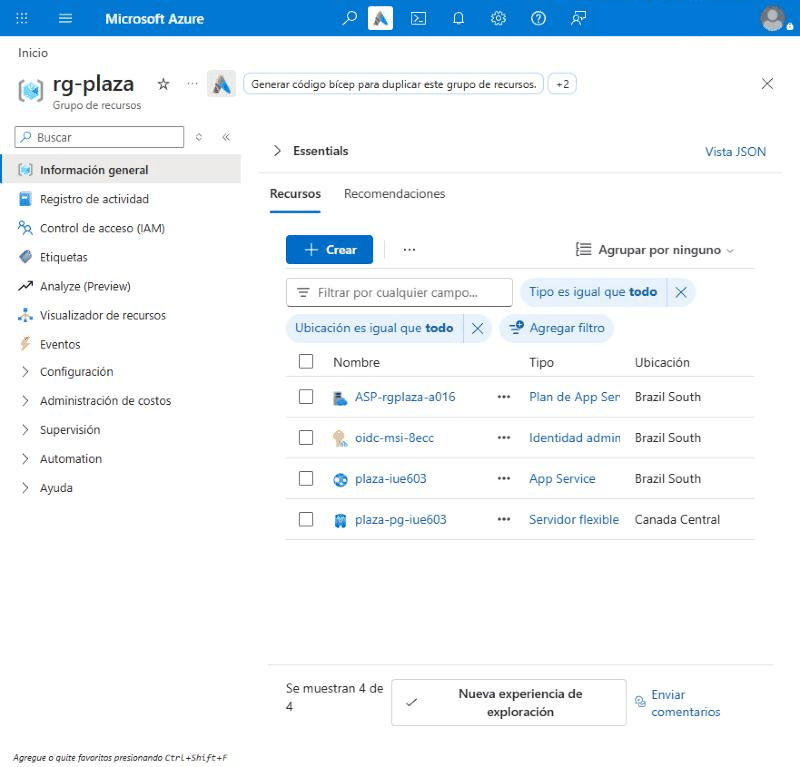 Microsoft Azure
Inicio
rg-plaza
Grupo de recursos
Generar código bícep para duplicar este grupo de recursos.
+2
Buscar
Información general
Registro de actividad
Control de acceso (IAM)
Etiquetas
Analyze (Preview)
Visualizador de recursos
Eventos
Configuración
Administración de costos
Supervisión
Automation
Ayuda
Essentials
Vista JSON
Recursos Recomendaciones
Crear
Agrupar por ninguno
Filtrar por cualquier campo...
Tipo es igual que todo
Ubicación es igual que todo
Agregar filtro
Nombre Tipo Ubicación
ASP-rgplaza-a016 Plan de App Ser Brazil South
oidc-msi-8ecc Identidad admin Brazil South
plaza-iue603 App Service Brazil South
plaza-pg-iue603 Servidor flexible Canada Central
Se muestran 4 de
4
Nueva experiencia de
exploración
Enviar
comentarios
Agregue o quite favoritos presionando Ctrl+Shift+F